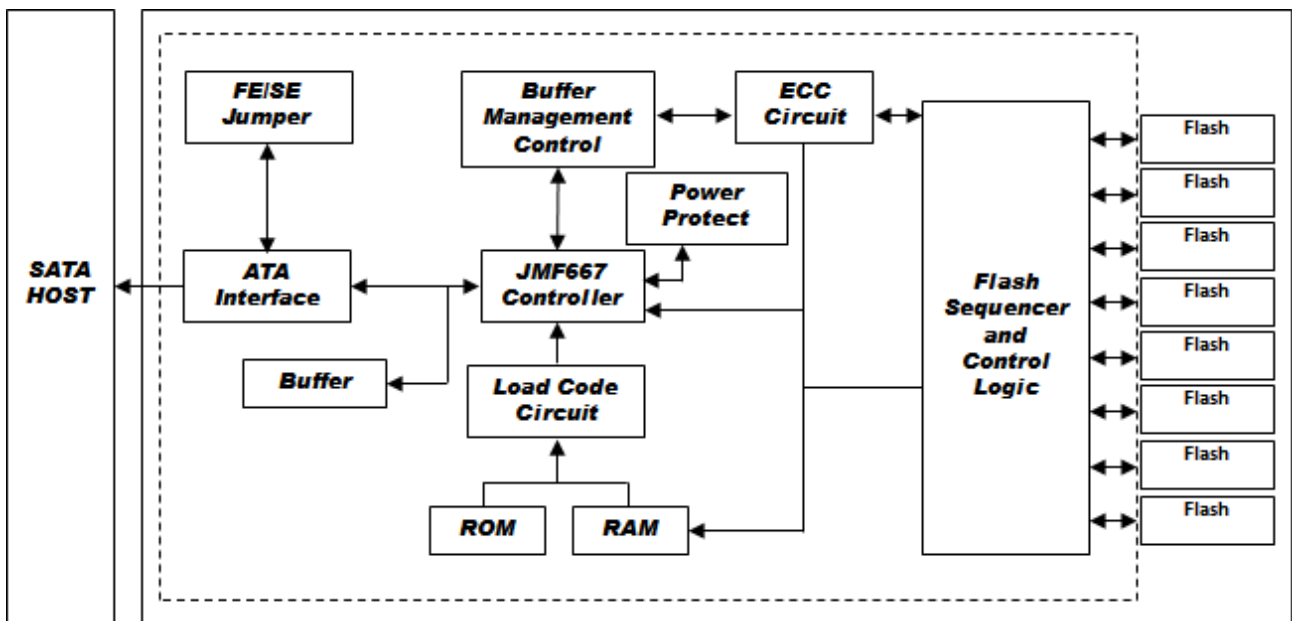 FE/SE
Jumper
Buffer
Management
Control
ECC
Circuit
Flash
Flash
Power
Protect
Flash
SATA
HOST
ATA
Interface
JMF667
Controller
Flash
Sequencer
and
Control
Logic
Flash
Flash
Buffer
Load Code
Circuit
Flash
Flash
ROM
RAM
Flash